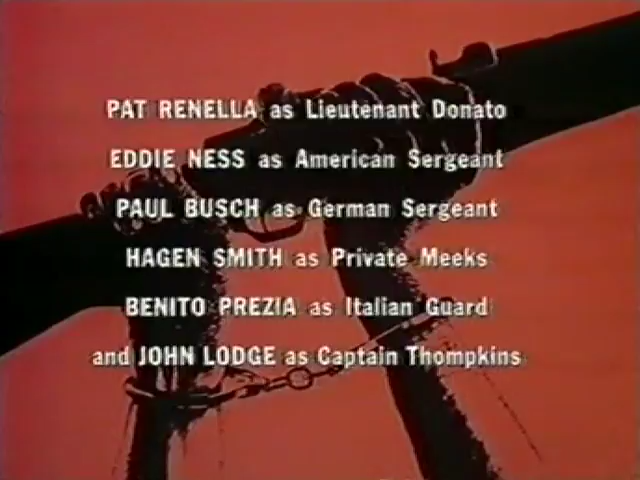 PAT RENELLA as Lieutenant Donato
EDDIE NESS as American Sergeant
PAUL BUSCH as German Sergeant
HAGEN SMITH as Private Meeks
BENITO PREZIA as Italian Guard
and JOHN LODGE as Captain Thompkins